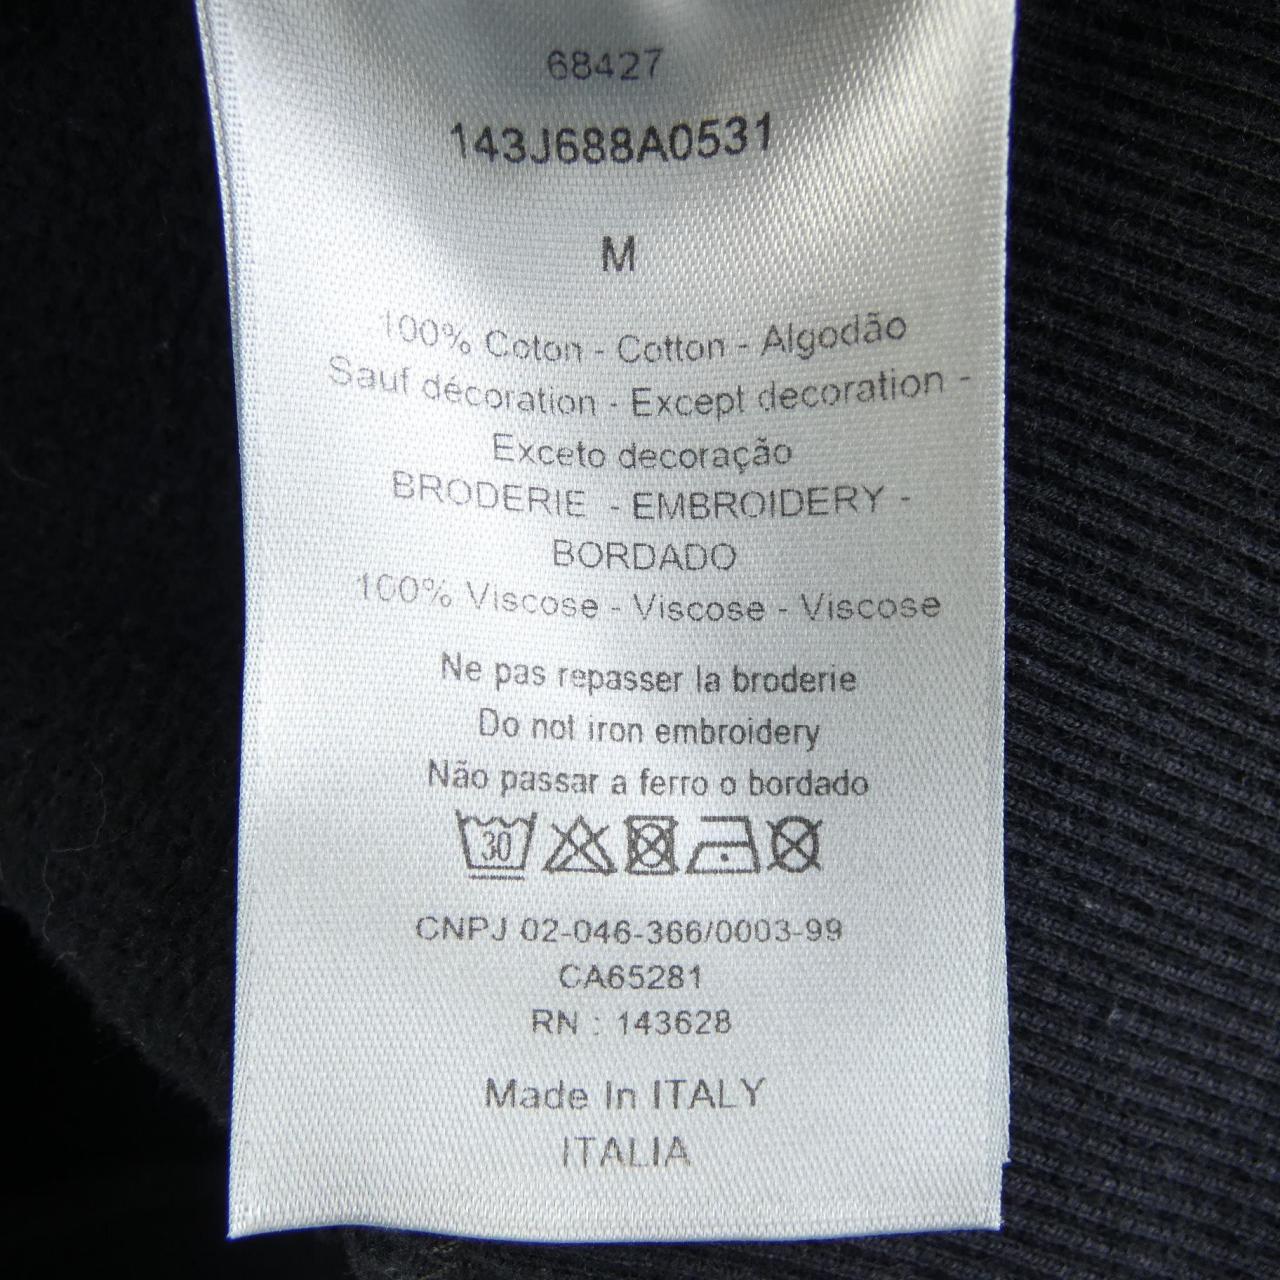 68427
143J688A0531
M
100% Coton - Cotton - Algodão
Sauf décoration - Except decoration -
Exceto decoração
BRODERIE - EMBROIDERY -
BORDADO
100% Viscose - Viscose - Viscose
Ne pas repasser la broderie
Do not iron embroidery
Não passar a ferro o bordado
30
CNPJ 02-046-366/0003-99
CA65281
RN : 143628
Made In ITALY
ITALIA